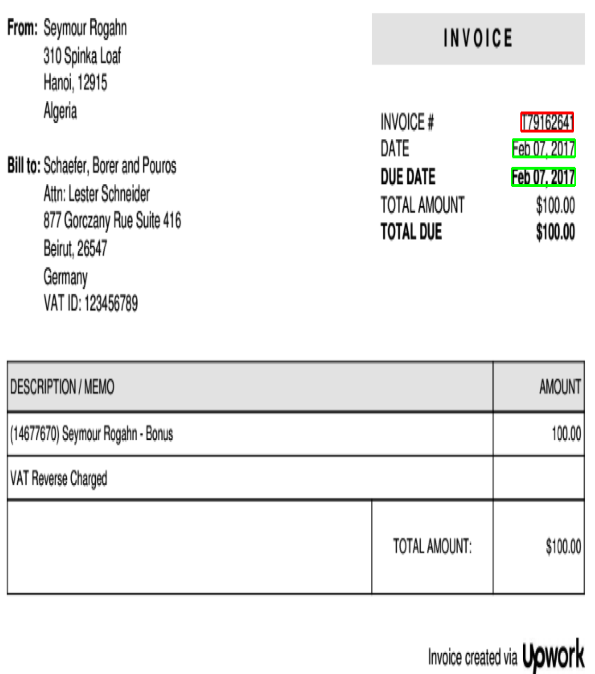 From: Seymour Rogahn
310 Spinka Loaf
Hanoi, 12915
Algeria
Bill to: Schaefer, Borer and Pouros
Attn: Lester Schneider
877 Gorczany Rue Suite 416
Beirut, 26547
Germany
VAT ID: 123456789
INVOICE
INVOICE # T79162641
DATE Feb 07, 2017
DUE DATE Feb 07, 2017
TOTAL AMOUNT $100.00
TOTAL DUE $100.00
DESCRIPTION / MEMO AMOUNT
(14677670) Seymour Rogahn - Bonus 100.00
VAT Reverse Charged
TOTAL AMOUNT: $100.00
Invoice created via Upwork